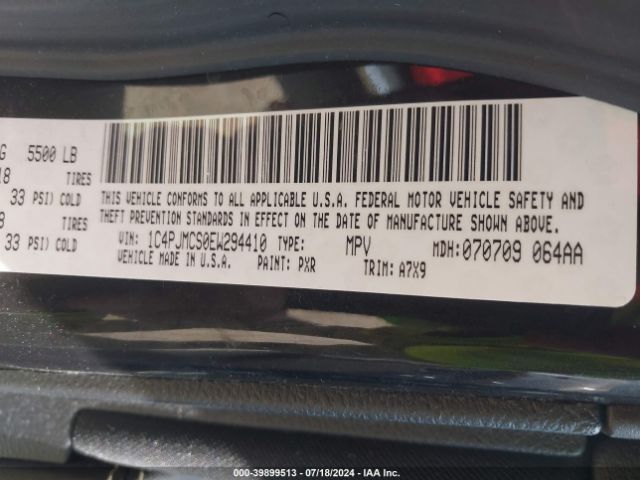 G 5500 LB
18 TIRES
33 PSI) COLD
8 TIRES
33 PSI) COLD
THIS VEHICLE CONFORMS TO ALL APPLICABLE U.S.A. FEDERAL MOTOR VEHICLE SAFETY AND
THEFT PREVENTION STANDARDS IN EFFECT ON THE DATE OF MANUFACTURE SHOWN ABOVE.
VIN: 1C4PJMCS0EW294410 TYPE: MPV MDH:070709 064AA
VEHICLE MADE IN U.S.A. PAINT: PXR TRIM: A7X9
000-39899513 - 07/18/2024 - IAA Inc.